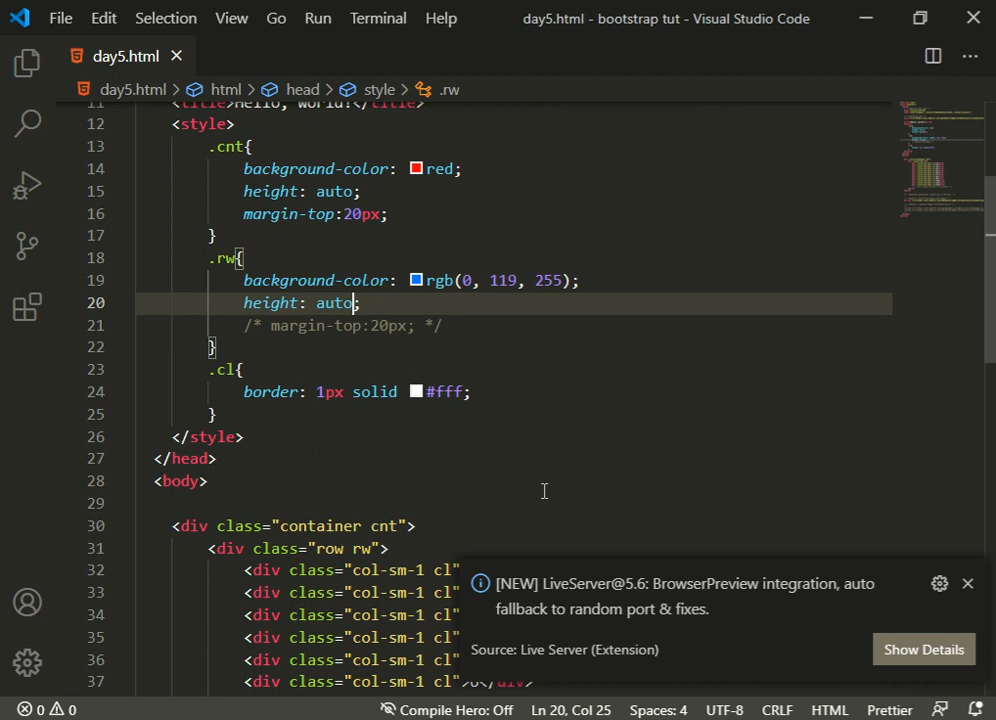 File Edit Selection View Go Run Terminal Help day5.html - bootstrap tut - Visual Studio Code
day5.html
day5.html > html > head > style > .rw
11 <title>Hello, world!</title>
12 <style>
13 .cnt{
14 background-color: red;
15 height: auto;
16 margin-top:20px;
17 }
18 .rw{
19 background-color: rgb(0, 119, 255);
20 height: auto;
21 /* margin-top:20px; */
22 }
23 .cl{
24 border: 1px solid #fff;
25 }
26 </style>
27 </head>
28 <body>
29
30 <div class="container cnt">
31 <div class="row rw">
32 <div class="col-sm-1 cl"
33 <div class="col-sm-1 cl"
34 <div class="col-sm-1 cl"
35 <div class="col-sm-1 cl"
36 <div class="col-sm-1 cl"
37 <div class="col-sm-1 cl">6</div>
[NEW] LiveServer@5.6: BrowserPreview integration, auto
fallback to random port & fixes.
Source: Live Server (Extension) Show Details
0 0 Compile Hero: Off Ln 20, Col 25 Spaces: 4 UTF-8 CRLF HTML Prettier